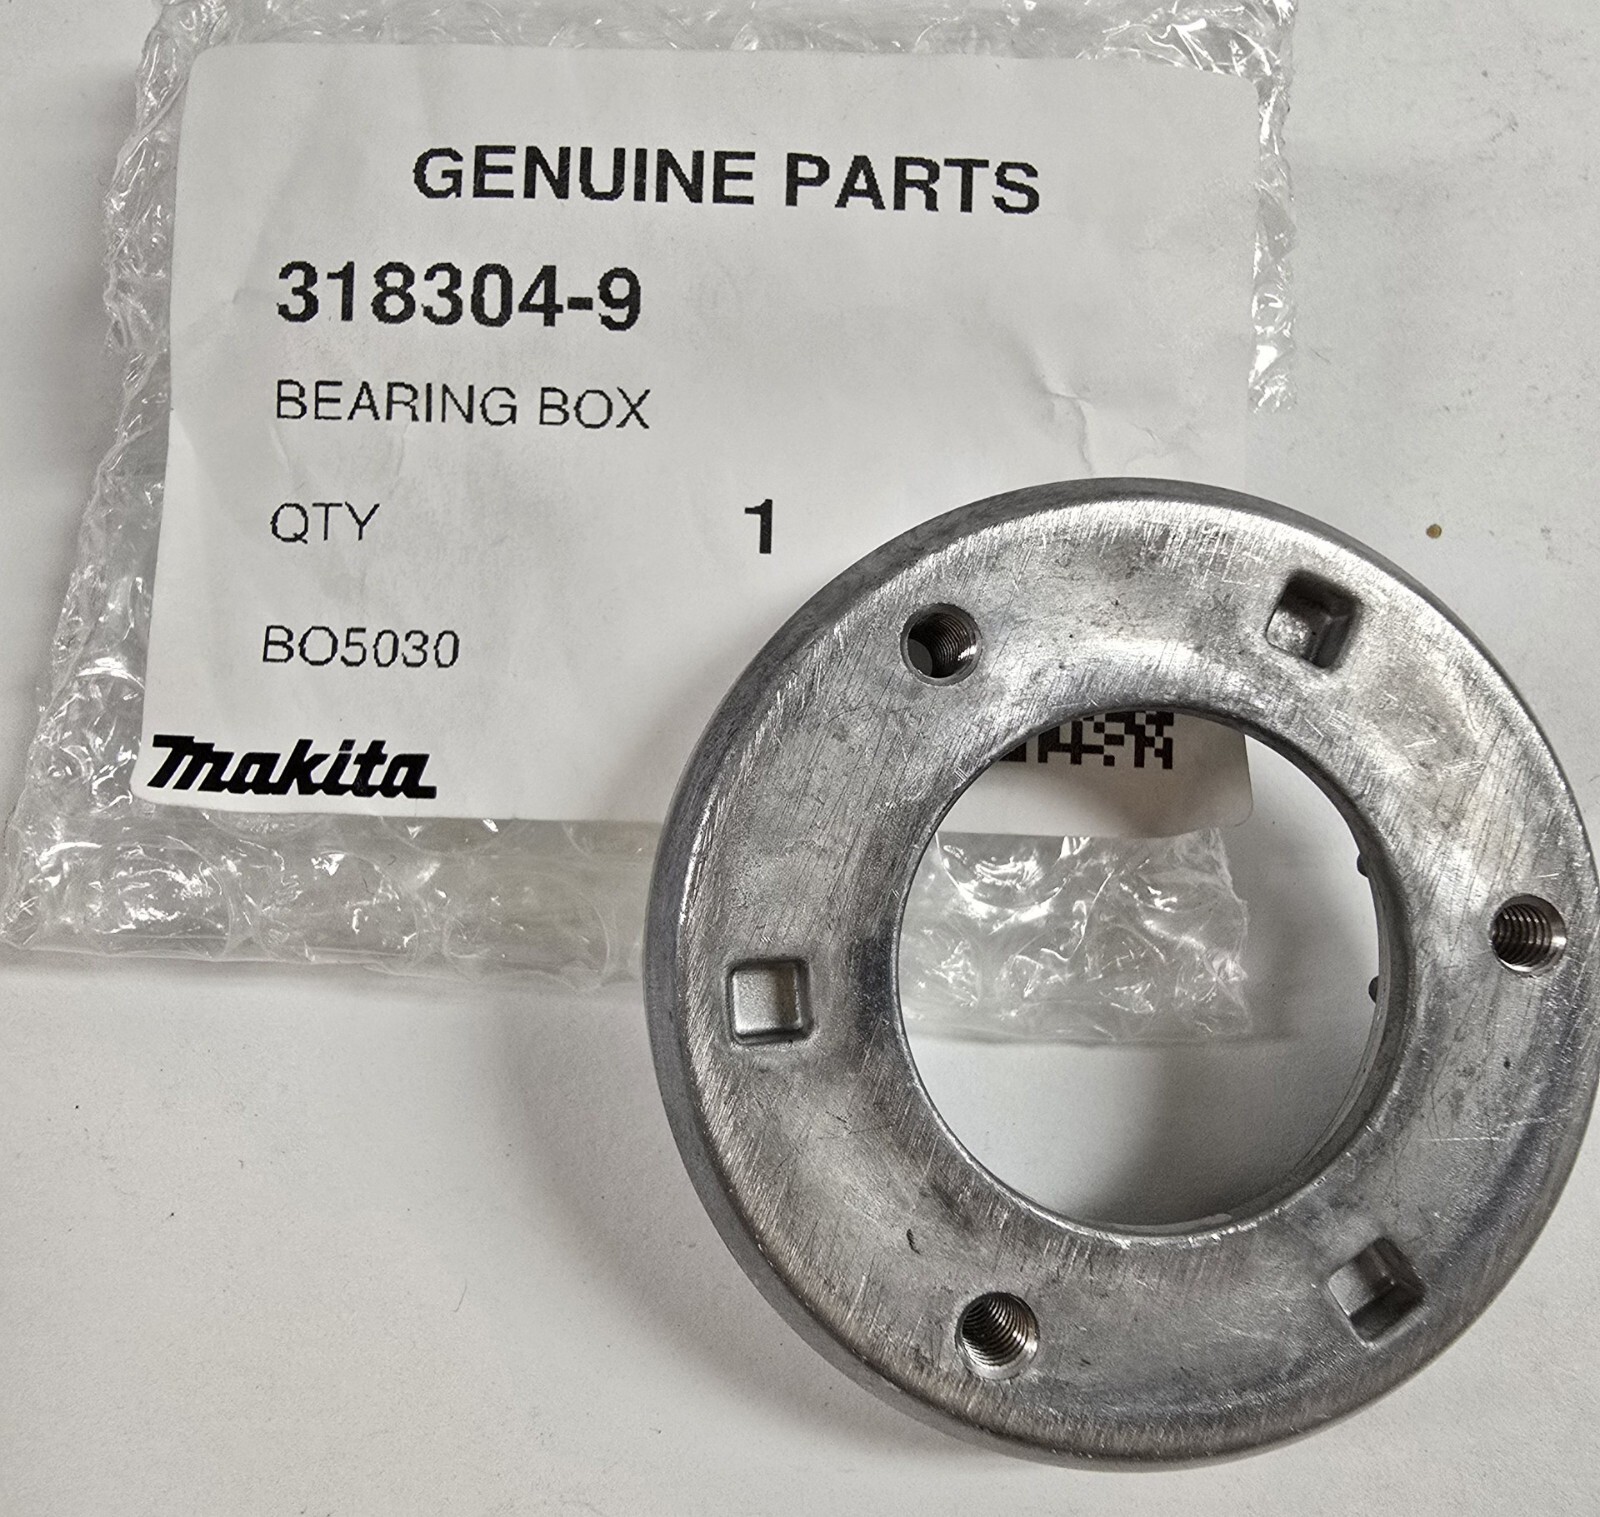 GENUINE PARTS
318304-9
BEARING BOX
QTY 1
BO5030
makita